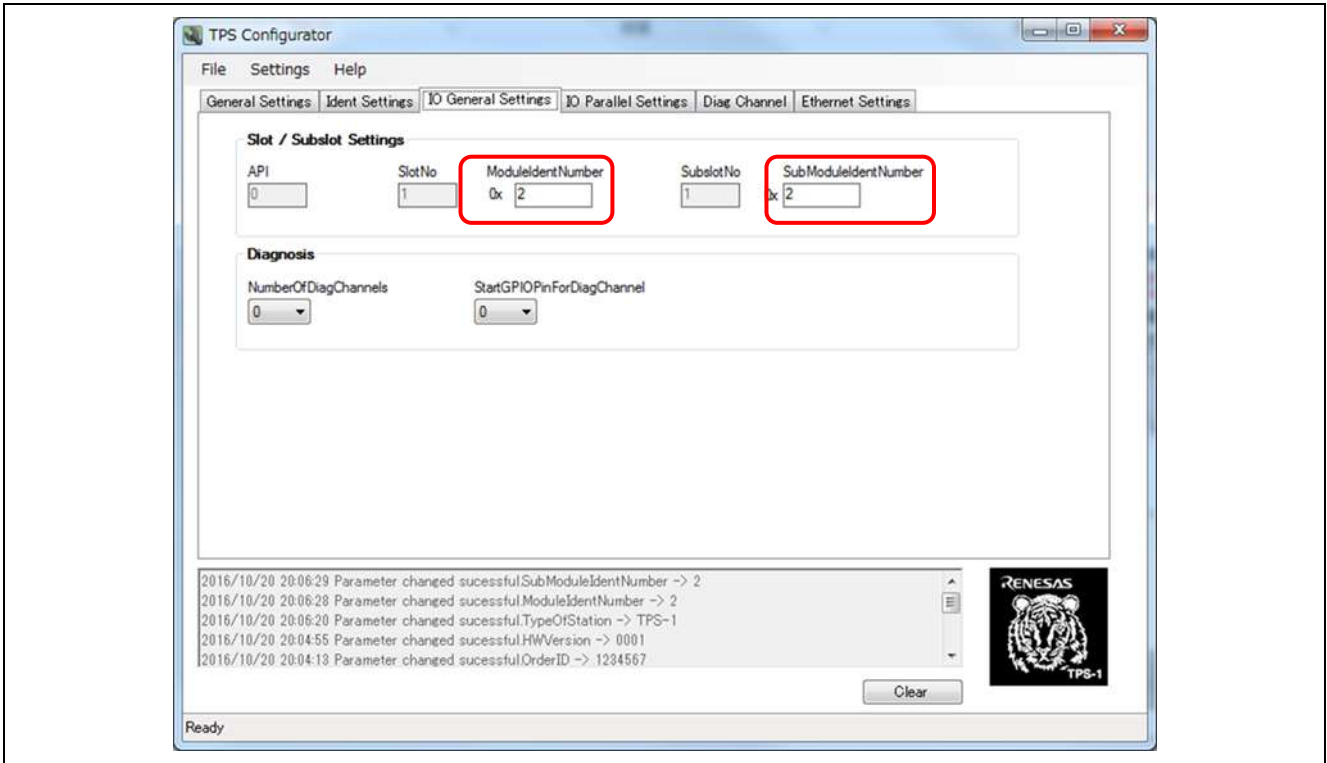 TPS Configurator
File Settings Help
General Settings Ident Settings IO General Settings IO Parallel Settings Diag Channel Ethernet Settings
Slot / Subslot Settings
API SlotNo ModuleIdentNumber SubslotNo SubModuleIdentNumber
0 1 0x 2 1 0x 2
Diagnosis
NumberOfDiagChannels StartGPIOPinForDiagChannel
0 0
2016/10/20 20:06:29 Parameter changed sucessful.SubModuleIdentNumber -> 2
2016/10/20 20:06:28 Parameter changed sucessful.ModuleIdentNumber -> 2
2016/10/20 20:06:20 Parameter changed sucessful.TypeOfStation -> TPS-1
2016/10/20 20:04:55 Parameter changed sucessful.HWVersion -> 0001
2016/10/20 20:04:13 Parameter changed sucessful.OrderID -> 1234567
RENESAS
TPS-1
Clear
Ready